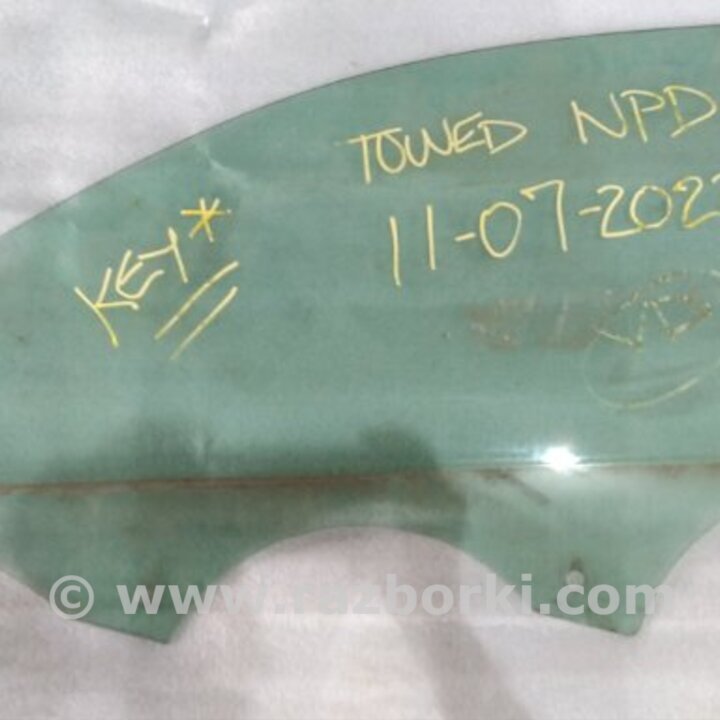 TOWED NPD
11-07-202
KEY*
© www.razborki.com